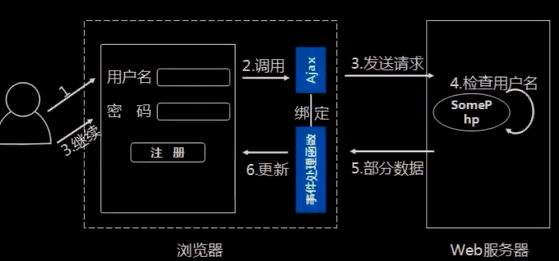 1.
3.继续
用户名
密 码
注 册
2.调用
Ajax
绑 定
事件处理函数
6.更新
3.发送请求
4.检查用户名
SomeP
hp
5.部分数据
浏览器
Web服务器